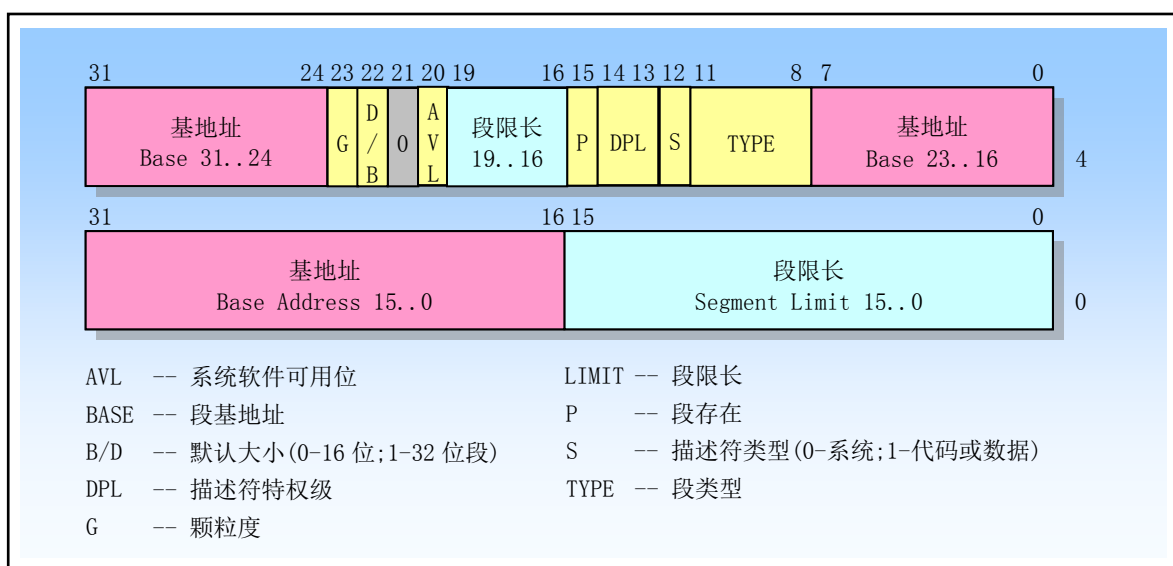 31 24 23 22 21 20 19 16 15 14 13 12 11 8 7 0
基地址 Base 31..24 G D/B 0 AVL 段限长 19..16 P DPL S TYPE 基地址 Base 23..16 4
31 16 15 0
基地址 段限长
Base Address 15..0 Segment Limit 15..0 0
AVL -- 系统软件可用位 LIMIT -- 段限长
BASE -- 段基地址 P -- 段存在
B/D -- 默认大小(0-16 位;1-32 位段) S -- 描述符类型(0-系统;1-代码或数据)
DPL -- 描述符特权级 TYPE -- 段类型
G -- 颗粒度